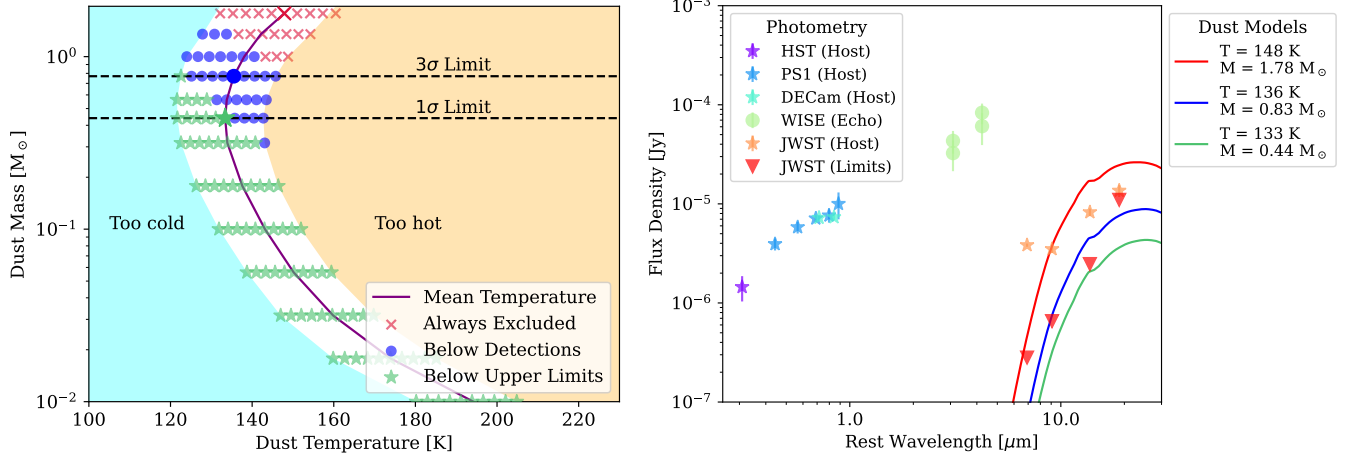 10⁰
10⁻¹
10⁻²
Dust Mass [M⊙]
3σ Limit
1σ Limit
Too cold
Too hot
Mean Temperature
Always Excluded
Below Detections
Below Upper Limits
100
120
140
160
180
200
220
Dust Temperature [K]
10⁻³
10⁻⁴
10⁻⁵
10⁻⁶
10⁻⁷
Flux Density [Jy]
Photometry
HST (Host)
PS1 (Host)
DECam (Host)
WISE (Echo)
JWST (Host)
JWST (Limits)
1.0
10.0
Rest Wavelength [μm]
Dust Models
T = 148 K
M = 1.78 M⊙
T = 136 K
M = 0.83 M⊙
T = 133 K
M = 0.44 M⊙